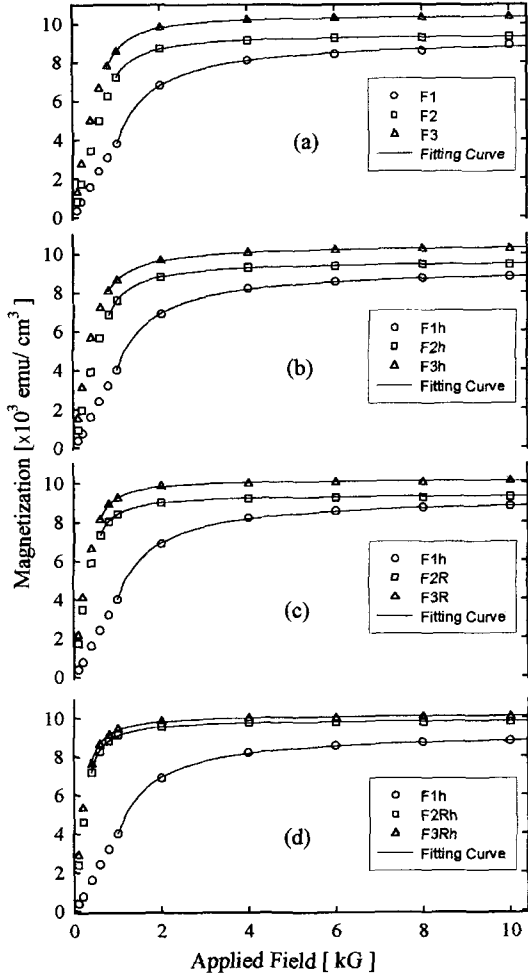 Magnetization [x10³ emu/ cm³]
10
8
6
4
2
0
(a)
F1
F2
F3
Fitting Curve
10
8
6
4
2
0
(b)
F1h
F2h
F3h
Fitting Curve
10
8
6
4
2
0
(c)
F1h
F2R
F3R
Fitting Curve
10
8
6
4
2
0
(d)
F1h
F2Rh
F3Rh
Fitting Curve
0 2 4 6 8 10
Applied Field [ kG]